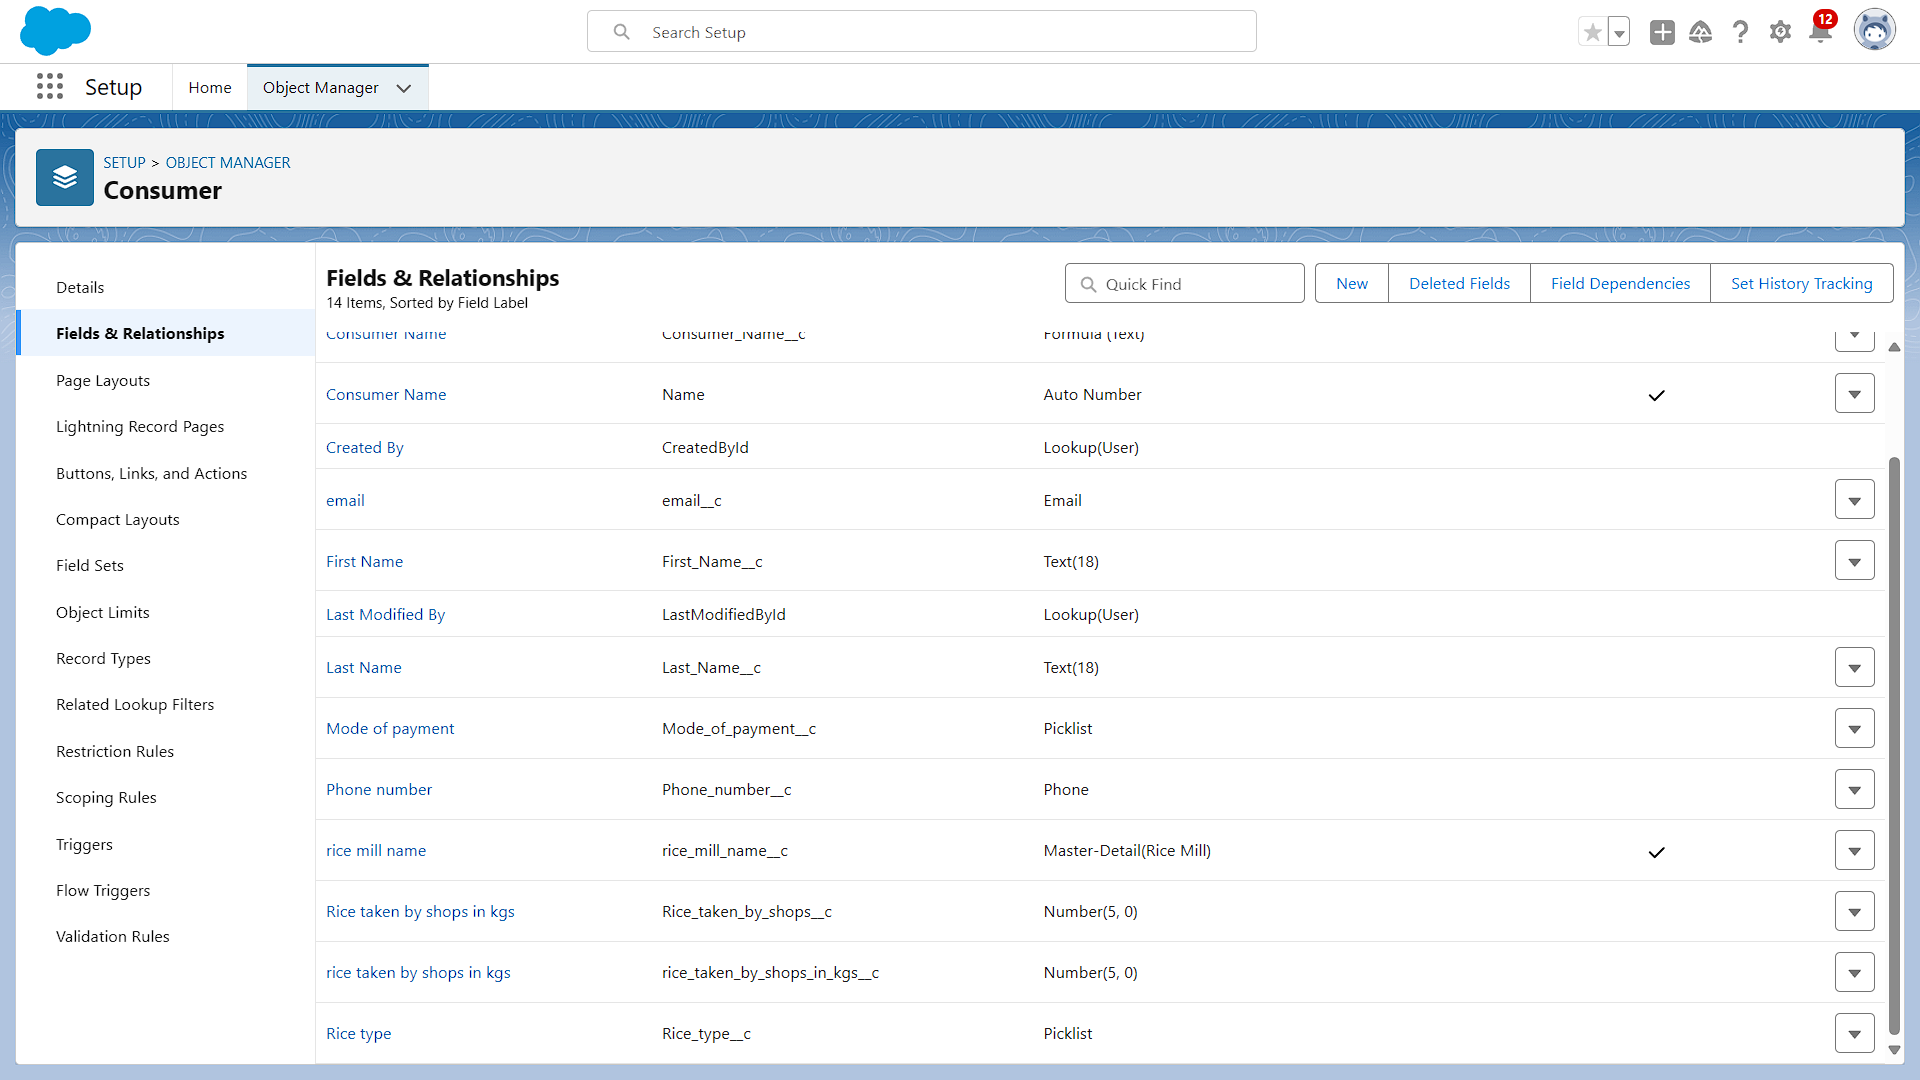 Search Setup
12
Setup
Home
Object Manager
SETUP > OBJECT MANAGER
Consumer
Details
Fields & Relationships
Page Layouts
Lightning Record Pages
Buttons, Links, and Actions
Compact Layouts
Field Sets
Object Limits
Record Types
Related Lookup Filters
Restriction Rules
Scoping Rules
Triggers
Flow Triggers
Validation Rules
Fields & Relationships
14 Items, Sorted by Field Label
Quick Find
New
Deleted Fields
Field Dependencies
Set History Tracking
Consumer Name Consumer_Name__c Formula (Text)
Consumer Name Name Auto Number
Created By CreatedById Lookup(User)
email email__c Email
First Name First_Name__c Text(18)
Last Modified By LastModifiedById Lookup(User)
Last Name Last_Name__c Text(18)
Mode of payment Mode_of_payment__c Picklist
Phone number Phone_number__c Phone
rice mill name rice_mill_name__c Master-Detail(Rice Mill)
Rice taken by shops in kgs Rice_taken_by_shops__c Number(5, 0)
rice taken by shops in kgs rice_taken_by_shops_in_kgs__c Number(5, 0)
Rice type Rice_type__c Picklist